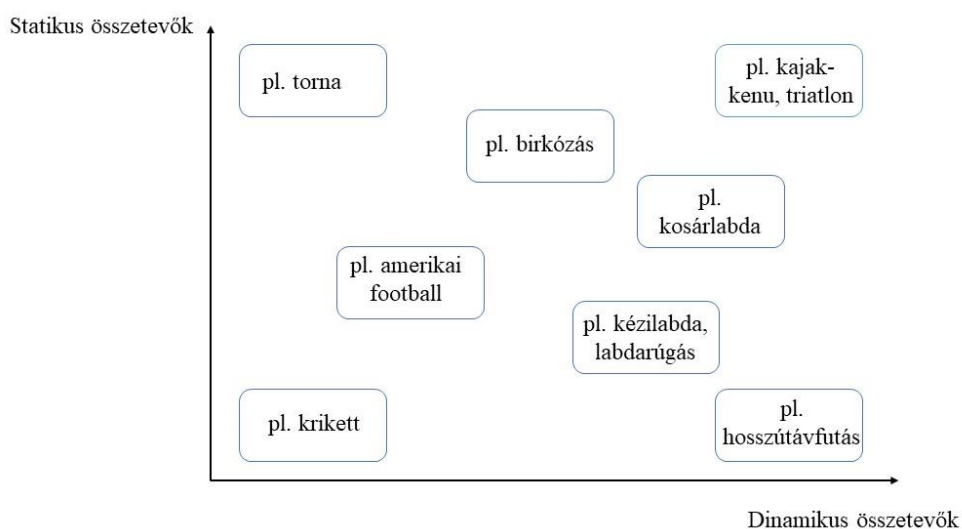 Statikus összetevők
pl. torna
pl. kajak-
kenu, triatlon
pl. birkózás
pl.
kosárlabda
pl. amerikai
football
pl. kézilabda,
labdarúgás
pl. krikett
pl.
hosszútávfutás
Dinamikus összetevők